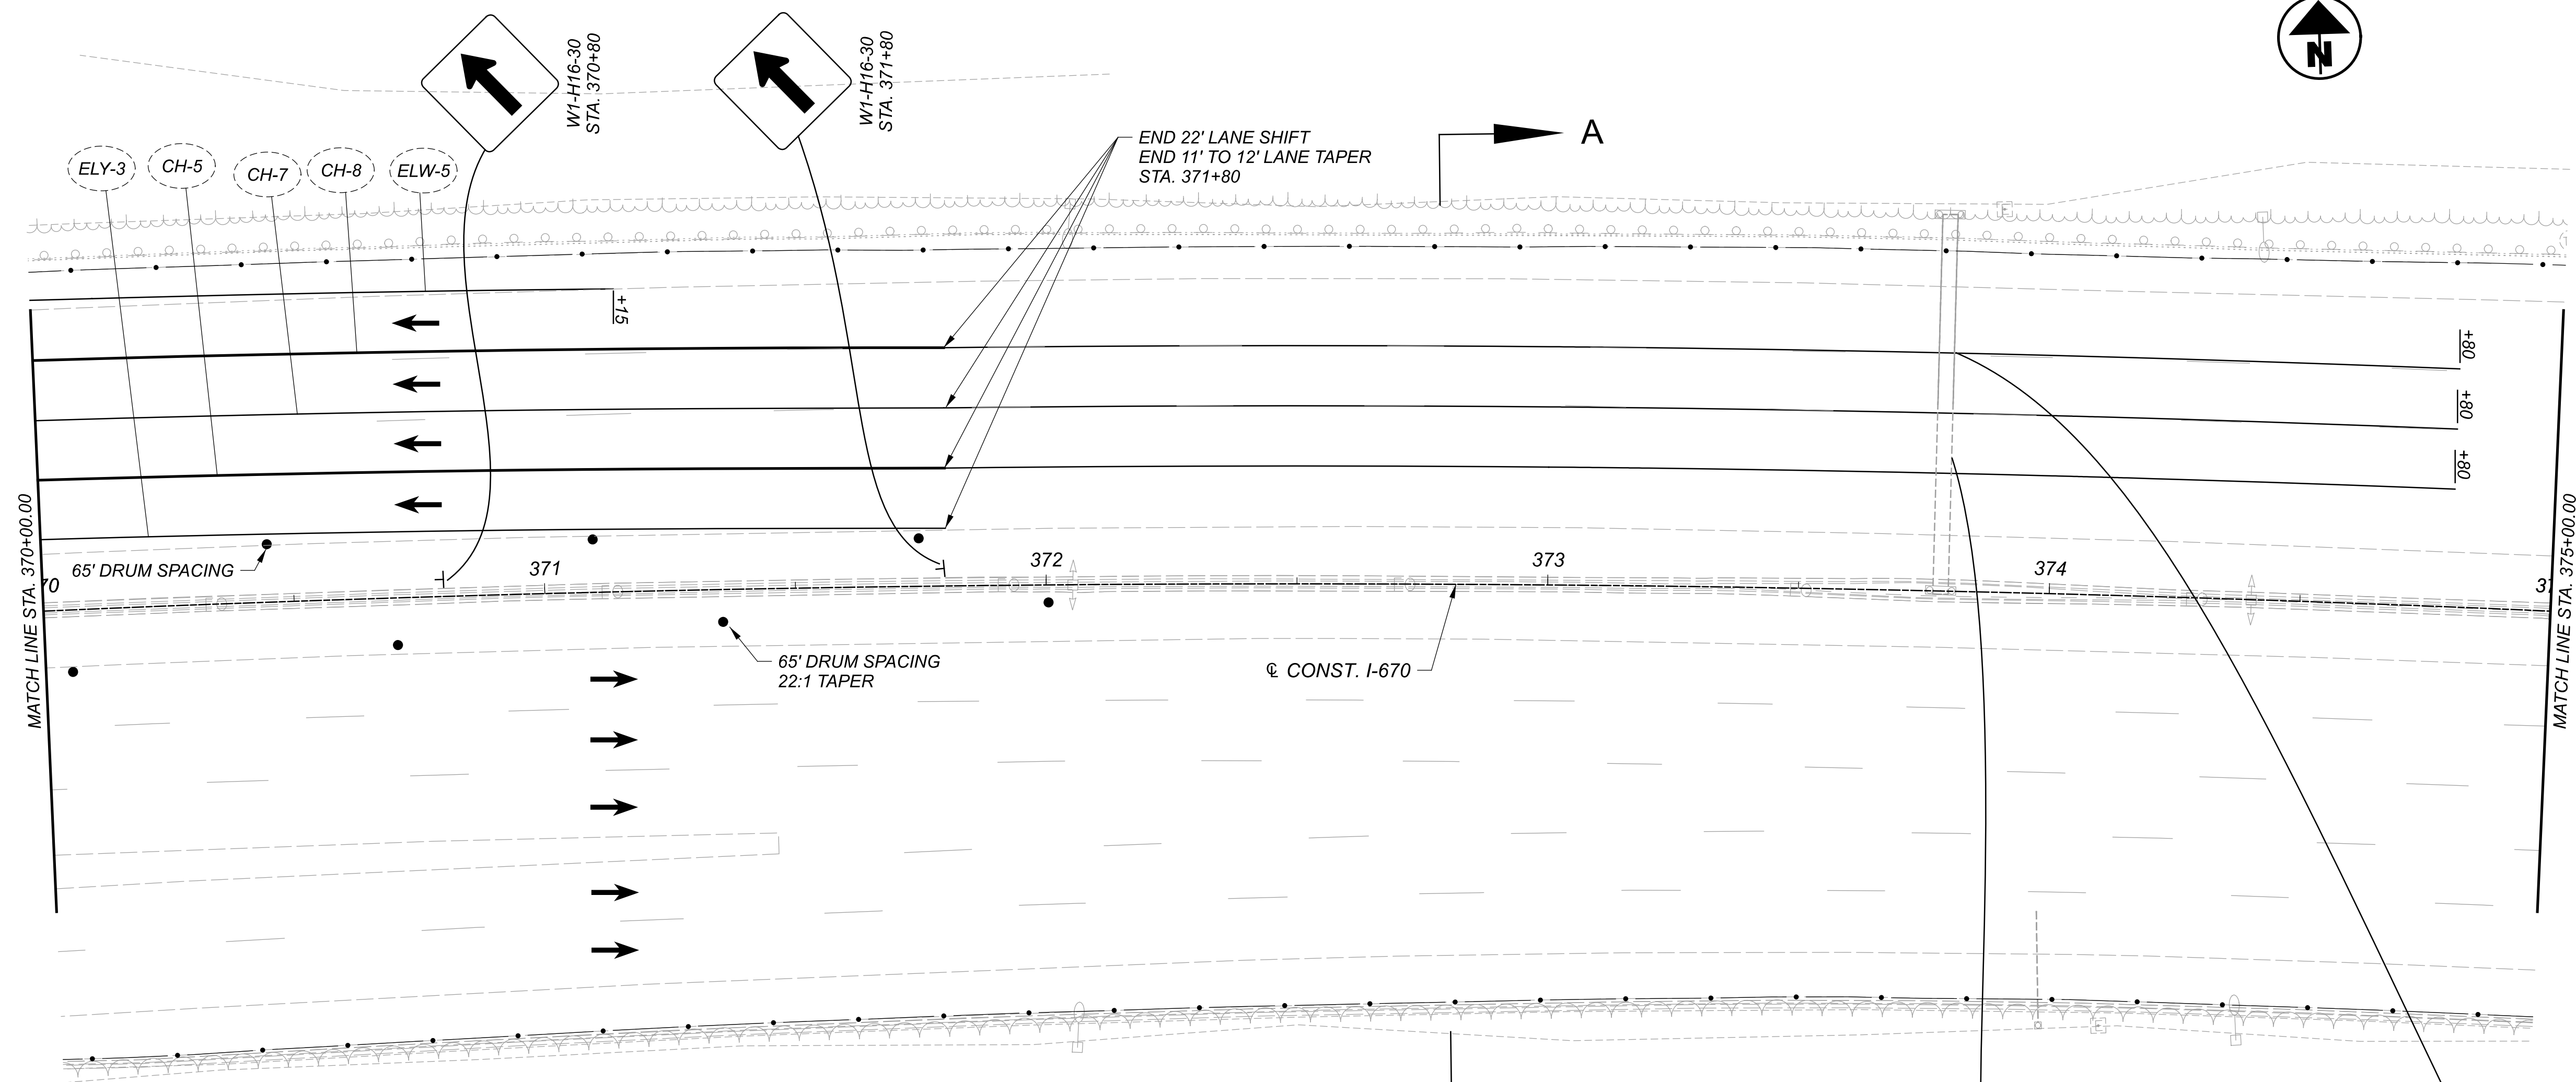 N
W1-H16-30
STA. 370+80
W1-H16-30
STA. 371+80
END 22' LANE SHIFT
END 11' TO 12' LANE TAPER
STA. 371+80
A
ELY-3
CH-5
CH-7
CH-8
ELW-5
+15
+80
+80
+80
MATCH LINE STA. 370+00.00
MATCH LINE STA. 375+00.00
65' DRUM SPACING
70
371
372
373
374
37
65' DRUM SPACING
22:1 TAPER
℄ CONST. I-670